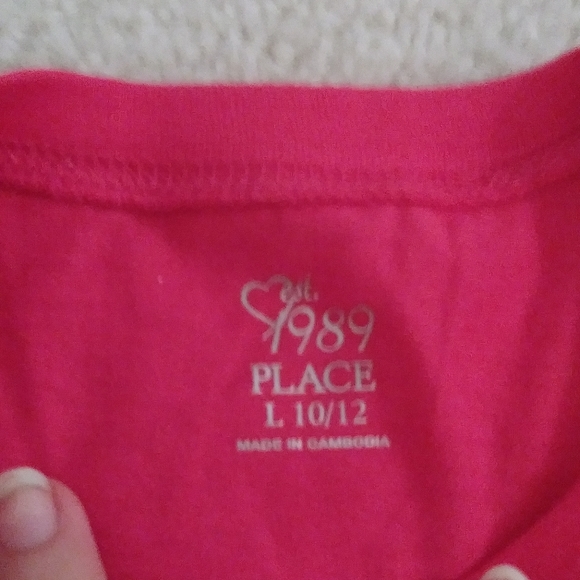 est.
1989
PLACE
L 10/12
MADE IN CAMBODIA